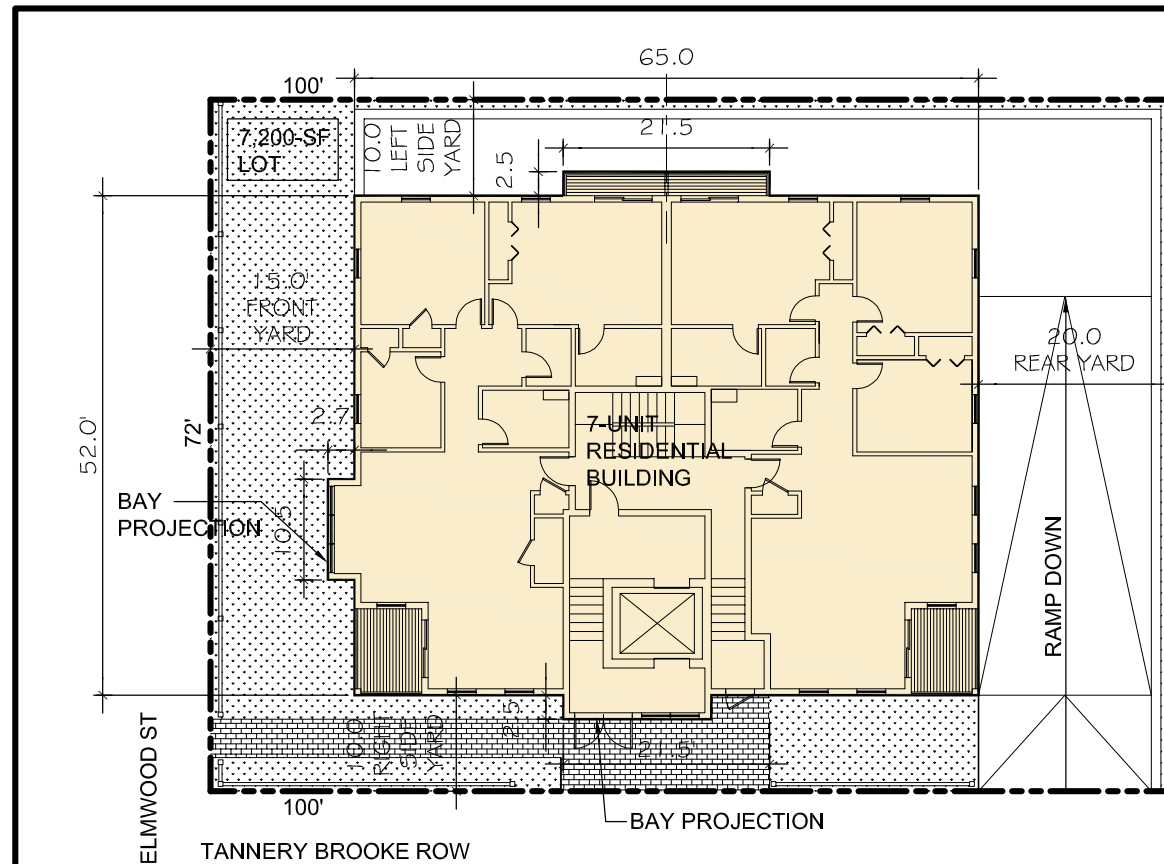 65.0
100'
7,200-SF
LOT
10.0
LEFT
SIDE
YARD
2.5
21.5
15.0'
FRONT
YARD
20.0
REAR YARD
52.0'
72'
2.7
7-UNIT
RESIDENTIAL
BUILDING
BAY
PROJECTION
10.5
RAMP DOWN
10.0
RIGHT
SIDE
YARD
2.5
21.5'
100'
BAY PROJECTION
ELMWOOD ST
TANNERY BROOKE ROW